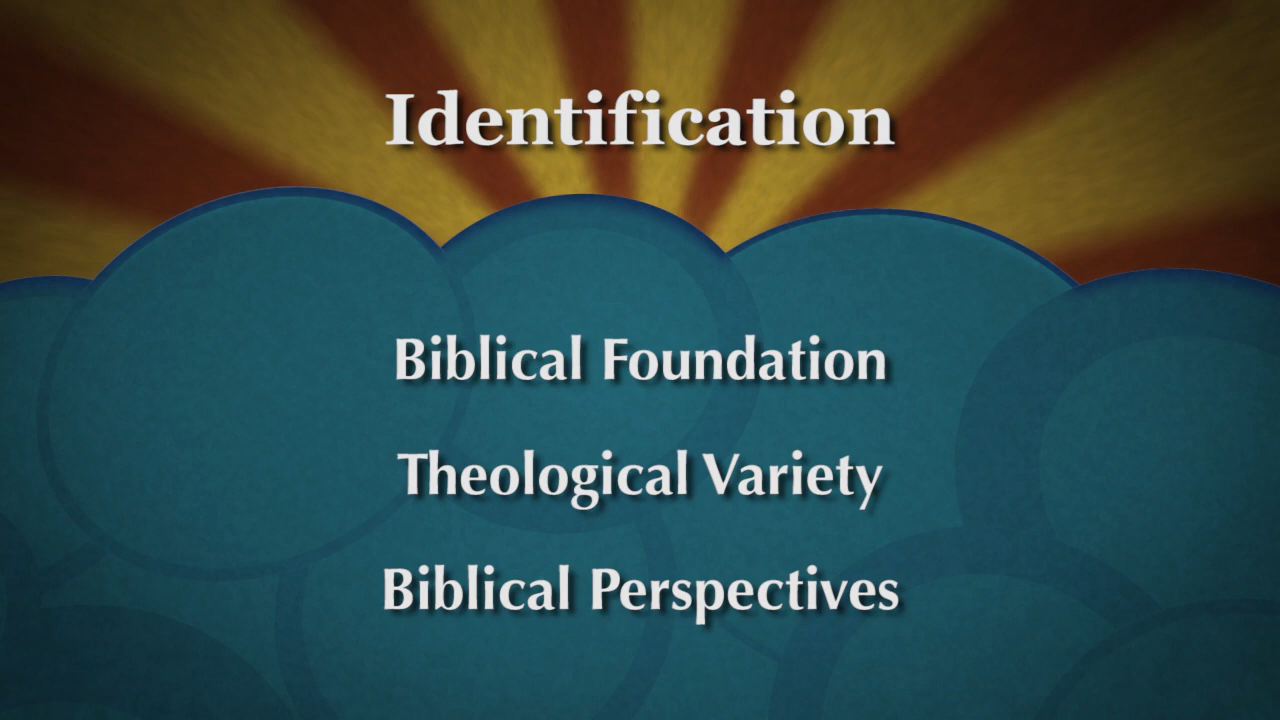 Identification
Biblical Foundation
Theological Variety
Biblical Perspectives